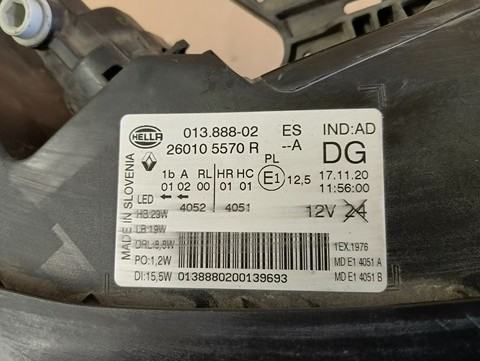 HELLA
013.888-02 ES IND:AD
26010 5570 R --A DG
PL
1b A RL HR HC E1 12,5 17.11.20
01 02 00 01 01 11:56:00
LED
4052 4051 12V 24
HB:29W
LB:19W
DRL:8,8W 1EX.1976
PO:1,2W MD E1 4051 A
DI:15,5W 0138880200139693 MD E1 4051 B
MADE IN SLOVENIA